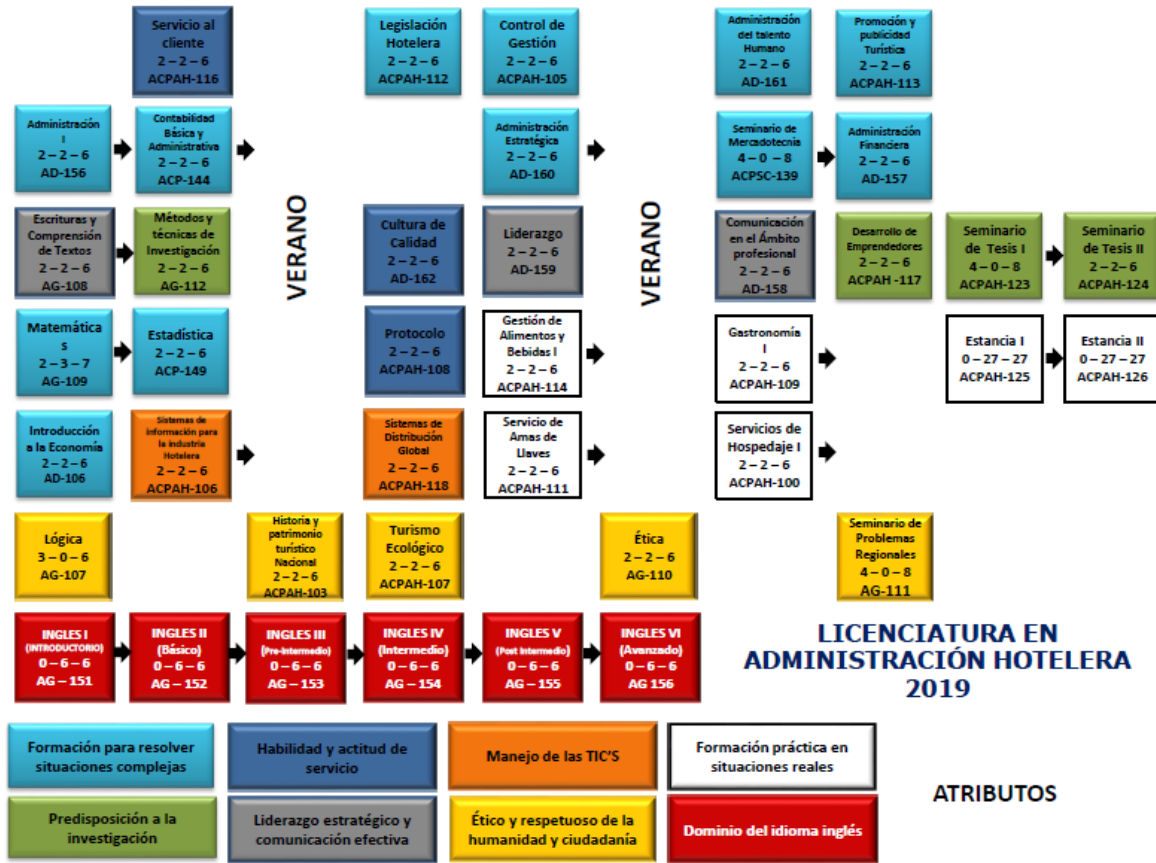 Servicio al
cliente
2 – 2 – 6
ACPAH-116
Legislación
Hotelera
2 – 2 – 6
ACPAH-112
Control de
Gestión
2 – 2 – 6
ACPAH-105
Administración
del talento
Humano
2 – 2 – 6
AD-161
Promoción y
publicidad
Turística
2 – 2 – 6
ACPAH-113
Administración
I
2 – 2 – 6
AD-156
Contabilidad
Básica y
Administrativa
2 – 2 – 6
ACP-144
VERANO
Administración
Estratégica
2 – 2 – 6
AD-160
VERANO
Seminario de
Mercadotecnia
4 – 0 – 8
ACPSC-139
Administración
Financiera
2 – 2 – 6
AD-157
Escrituras y
Comprensión
de Textos
2 – 2 – 6
AG-108
Métodos y
técnicas de
Investigación
2 – 2 – 6
AG-112
Cultura de
Calidad
2 – 2 – 6
AD-162
Liderazgo
2 – 2 – 6
AD-159
Comunicación
en el Ámbito
profesional
2 – 2 – 6
AD-158
Desarrollo de
Emprendedores
2 – 2 – 6
ACPAH -117
Seminario
de Tesis I
4 – 0 – 8
ACPAH-123
Seminario
de Tesis II
2 – 2 – 6
ACPAH-124
Matemática
s
2 – 3 – 7
AG-109
Estadística
2 – 2 – 6
ACP-149
Protocolo
2 – 2 – 6
ACPAH-108
Gestión de
Alimentos y
Bebidas I
2 – 2 – 6
ACPAH-114
Gastronomía
I
2 – 2 – 6
ACPAH-109
Estancia I
0 – 27 – 27
ACPAH-125
Estancia II
0 – 27 – 27
ACPAH-126
Introducción
a la Economía
2 – 2 – 6
AD-106
Sistemas de
información para
la industria
Hotelera
2 – 2 – 6
ACPAH-106
Sistemas de
Distribución
Global
2 – 2 – 6
ACPAH-118
Servicio de
Amas de
Llaves
2 – 2 – 6
ACPAH-111
Servicios de
Hospedaje I
2 – 2 – 6
ACPAH-100
Lógica
3 – 0 – 6
AG-107
Historia y
patrimonio
turístico
Nacional
2 – 2 – 6
ACPAH-103
Turismo
Ecológico
2 – 2 – 6
ACPAH-107
Ética
2 – 2 – 6
AG-110
Seminario de
Problemas
Regionales
4 – 0 – 8
AG-111
INGLES I
(INTRODUCTORIO)
0 – 6 – 6
AG – 151
INGLES II
(Básico)
0 – 6 – 6
AG – 152
INGLES III
(Pre-intermedio)
0 – 6 – 6
AG – 153
INGLES IV
(Intermedio)
0 – 6 – 6
AG – 154
INGLES V
(Post Intermedio)
0 – 6 – 6
AG – 155
INGLES VI
(Avanzado)
0 – 6 – 6
AG 156
LICENCIATURA EN
ADMINISTRACIÓN HOTELERA
2019
Formación para resolver
situaciones complejas
Habilidad y actitud de
servicio
Manejo de las TIC'S
Formación práctica en
situaciones reales
ATRIBUTOS
Predisposición a la
investigación
Liderazgo estratégico y
comunicación efectiva
Ético y respetuoso de la
humanidad y ciudadanía
Dominio del idioma inglés